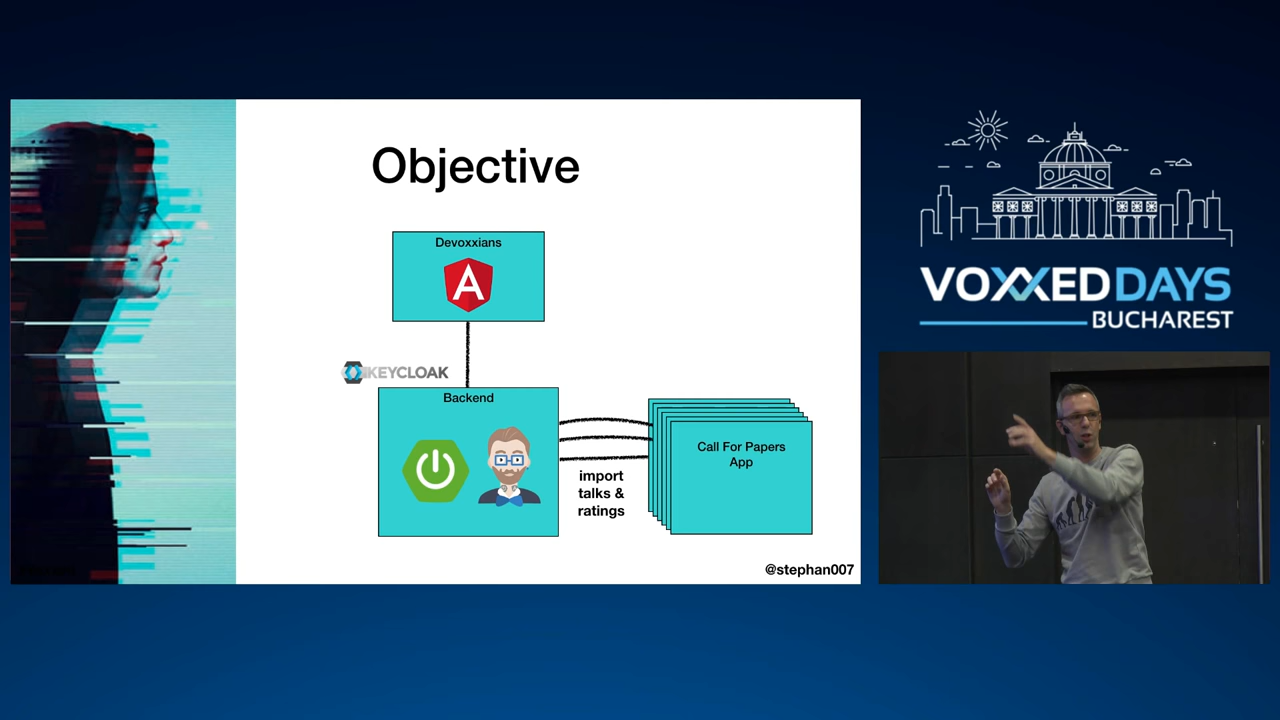 Objective
Devoxxians
KEYCLOAK
Backend
import
talks &
ratings
Call For Papers
App
@stephan007
VOXXED DAYS
BUCHAREST